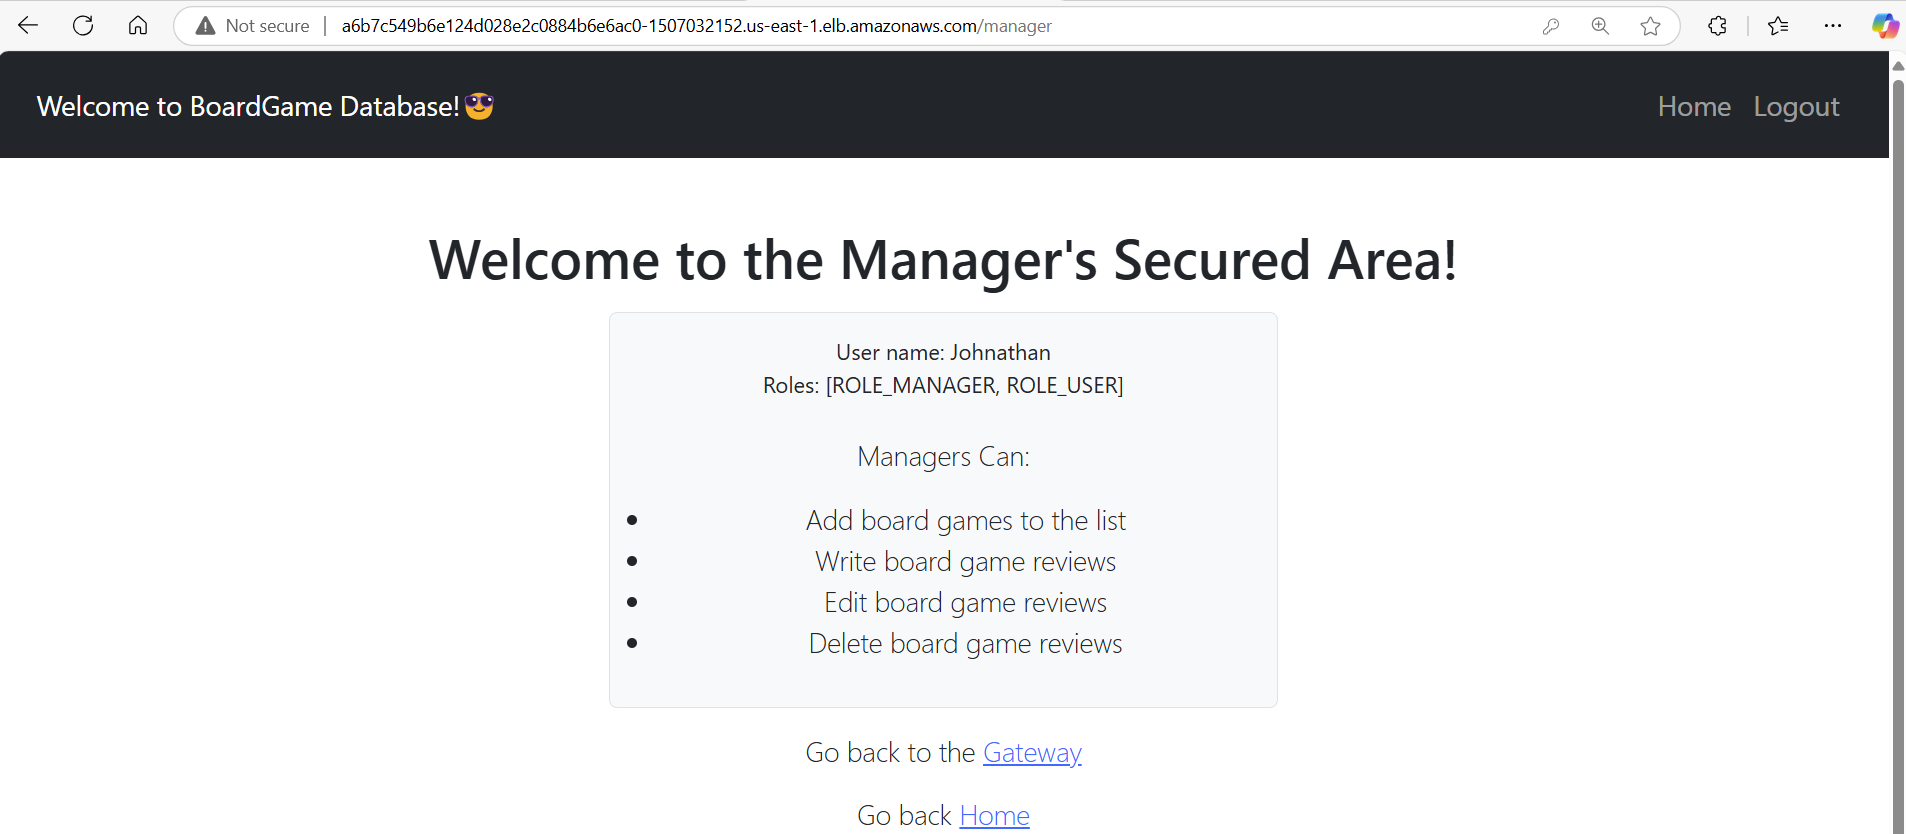 Not secure | a6b7c549b6e124d028e2c0884b6e6ac0-1507032152.us-east-1.elb.amazonaws.com/manager
Welcome to BoardGame Database!😎 Home Logout
Welcome to the Manager's Secured Area!
User name: Johnathan
Roles: [ROLE_MANAGER, ROLE_USER]
Managers Can:
• Add board games to the list
• Write board game reviews
• Edit board game reviews
• Delete board game reviews
Go back to the Gateway
Go back Home